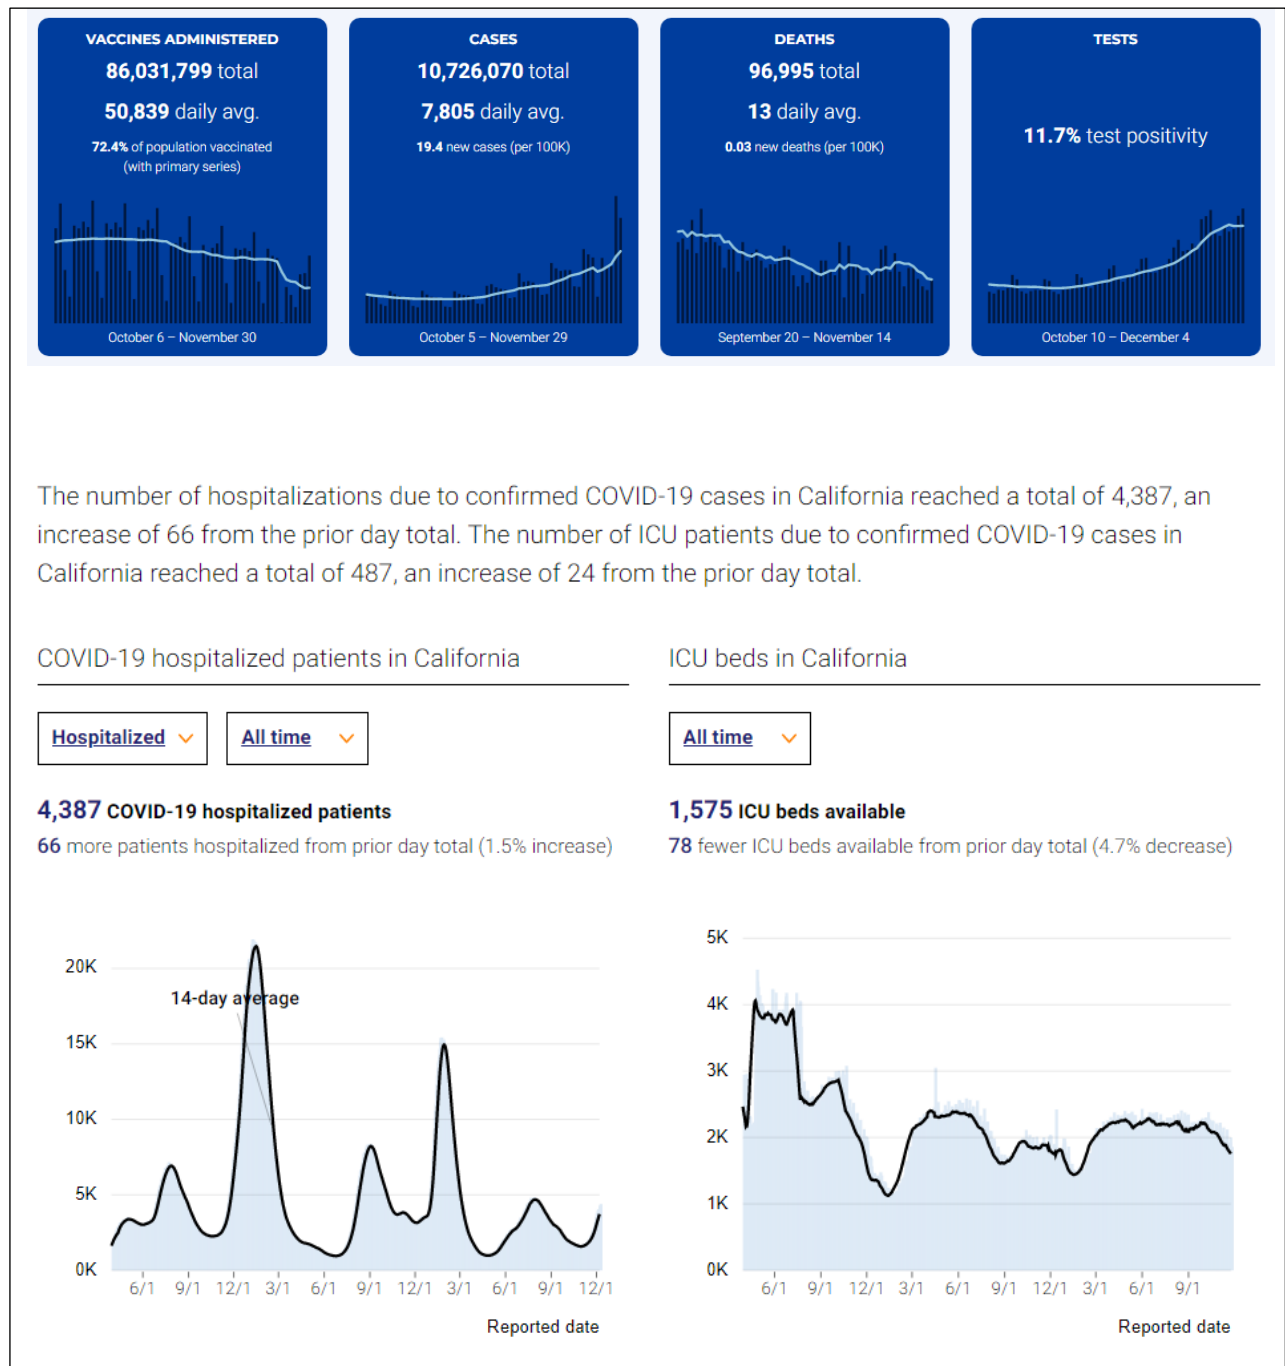 VACCINES ADMINISTERED
86,031,799 total
50,839 daily avg.
72.4% of population vaccinated
(with primary series)
October 6 – November 30
CASES
10,726,070 total
7,805 daily avg.
19.4 new cases (per 100K)
October 5 – November 29
DEATHS
96,995 total
13 daily avg.
0.03 new deaths (per 100K)
September 20 – November 14
TESTS
11.7% test positivity
October 10 – December 4
The number of hospitalizations due to confirmed COVID-19 cases in California reached a total of 4,387, an
increase of 66 from the prior day total. The number of ICU patients due to confirmed COVID-19 cases in
California reached a total of 487, an increase of 24 from the prior day total.
COVID-19 hospitalized patients in California
Hospitalized
All time
4,387 COVID-19 hospitalized patients
66 more patients hospitalized from prior day total (1.5% increase)
20K
14-day average
15K
10K
5K
0K
6/1 9/1 12/1 3/1 6/1 9/1 12/1 3/1 6/1 9/1 12/1
Reported date
ICU beds in California
All time
1,575 ICU beds available
78 fewer ICU beds available from prior day total (4.7% decrease)
5K
4K
3K
2K
1K
0K
6/1 9/1 12/1 3/1 6/1 9/1 12/1 3/1 6/1 9/1
Reported date